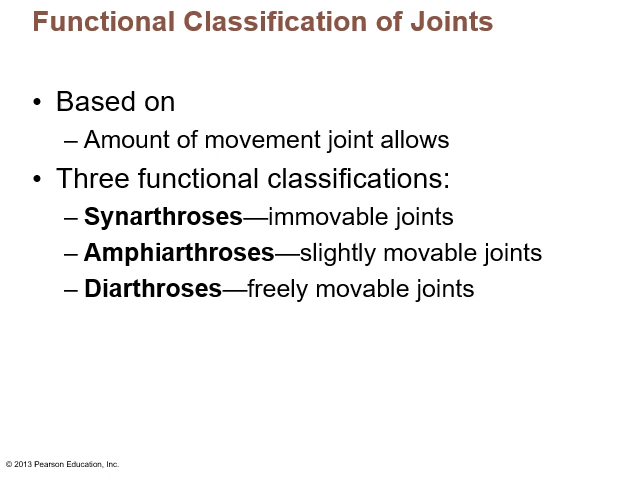 Functional Classification of Joints
• Based on
– Amount of movement joint allows
• Three functional classifications:
– Synarthroses—immovable joints
– Amphiarthroses—slightly movable joints
– Diarthroses—freely movable joints
© 2013 Pearson Education, Inc.